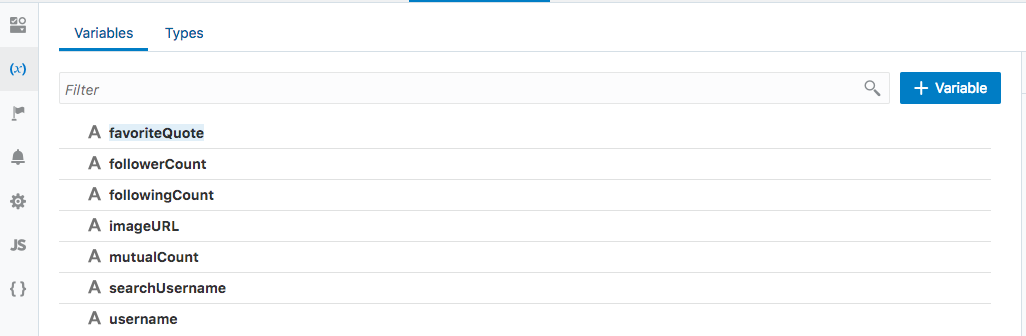 Variables Types
(x)
Filter
+ Variable
A favoriteQuote
A followerCount
A followingCount
A imageURL
JS
A mutualCount
{ } A searchUsername
A username